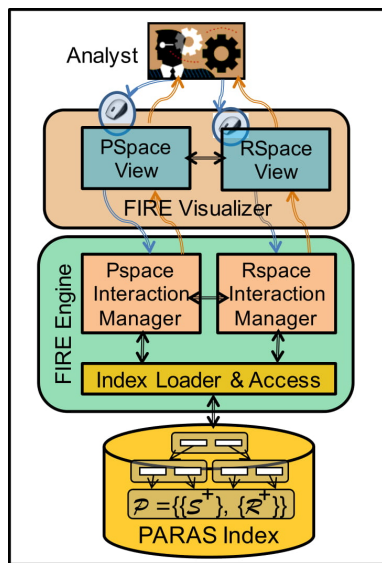 Analyst
PSpace
View
RSpace
View
FIRE Visualizer
FIRE Engine
Pspace
Interaction
Manager
Rspace
Interaction
Manager
Index Loader & Access
𝒫 ={{𝒮⁺}, {ℛ⁺}}
PARAS Index